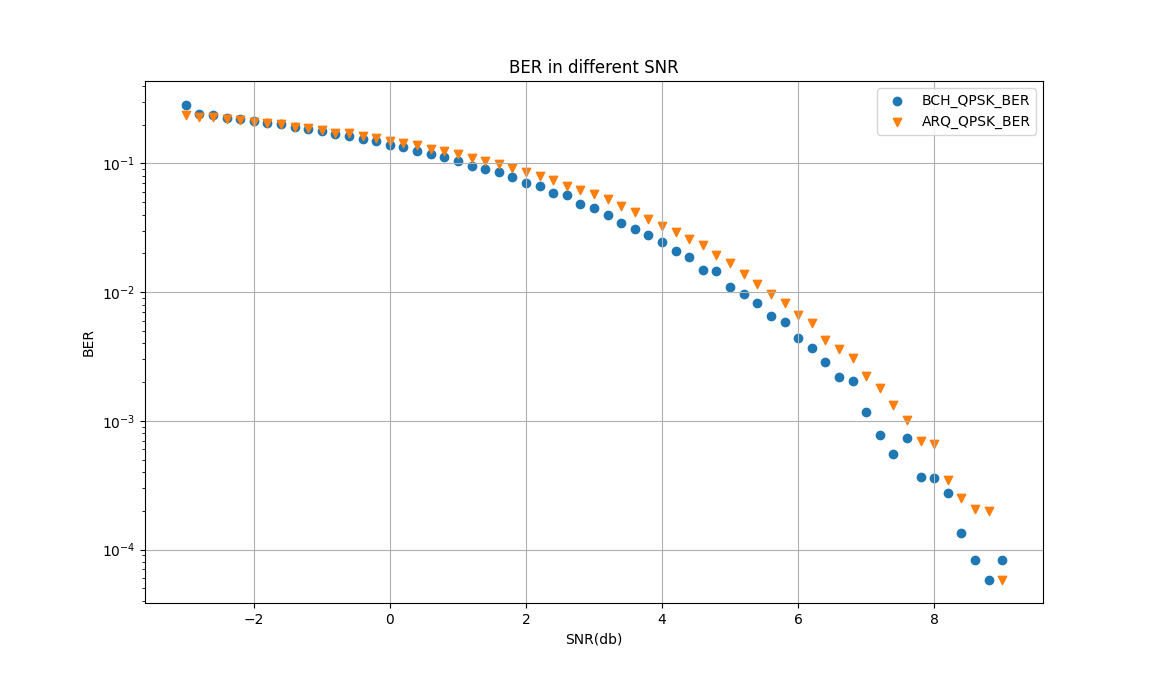 BER in different SNR
BCH_QPSK_BER
ARQ_QPSK_BER
10⁻¹
10⁻²
10⁻³
10⁻⁴
BER
−2
0
2
4
6
8
SNR(db)